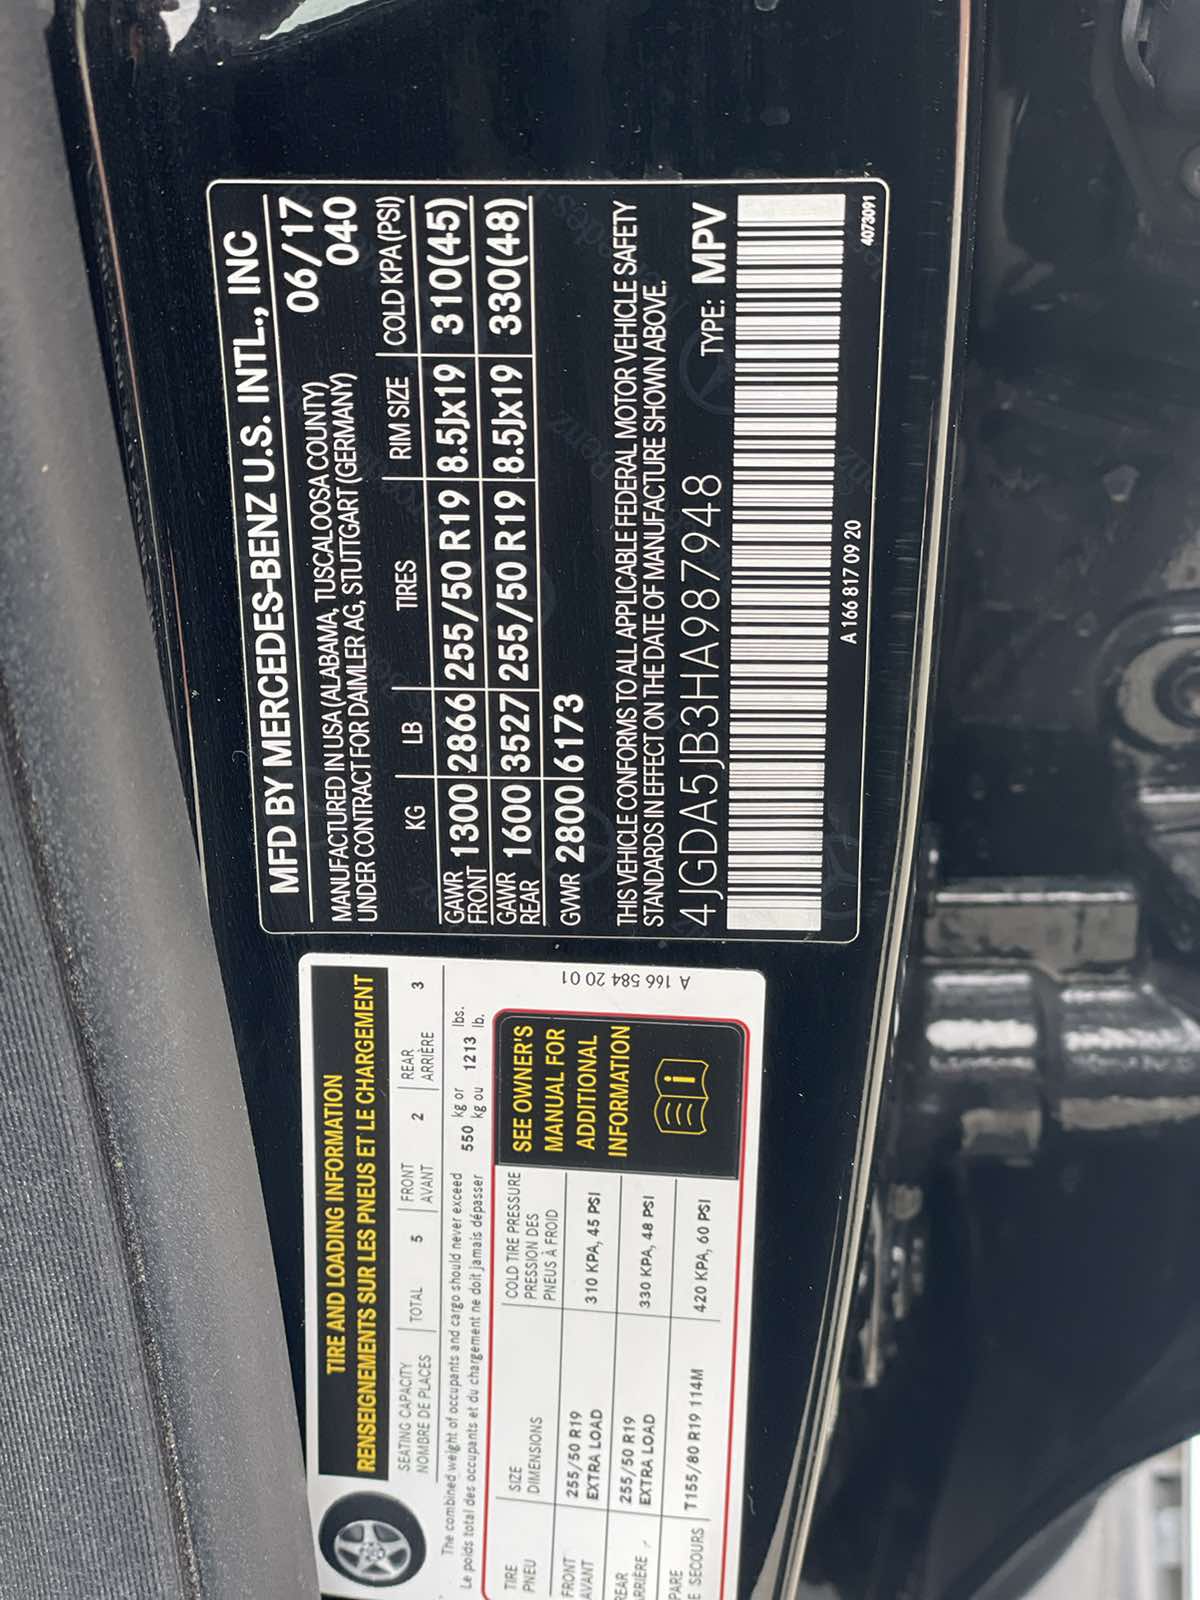 MFD BY MERCEDES-BENZ U.S. INTL., INC
MANUFACTURED IN USA (ALABAMA, TUSCALOOSA COUNTY) 06/17
UNDER CONTRACT FOR DAIMLER AG, STUTTGART (GERMANY) 040
KG LB TIRES RIM SIZE COLD KPA (PSI)
GAWR FRONT 1300 2866 255/50 R19 8.5Jx19 310(45)
GAWR REAR 1600 3527 255/50 R19 8.5Jx19 330(48)
GVWR 2800 6173
THIS VEHICLE CONFORMS TO ALL APPLICABLE FEDERAL MOTOR VEHICLE SAFETY
STANDARDS IN EFFECT ON THE DATE OF MANUFACTURE SHOWN ABOVE.
4JGDA5JB3HA987948 TYPE: MPV
A 166 817 09 20
4073091
TIRE AND LOADING INFORMATION
RENSEIGNEMENTS SUR LES PNEUS ET LE CHARGEMENT
SEATING CAPACITY
NOMBRE DE PLACES
TOTAL 5
FRONT
AVANT
2
REAR
ARRIÈRE
3
The combined weight of occupants and cargo should never exceed 550 kg or 1213 lbs.
Le poids total des occupants et du chargement ne doit jamais dépasser kg ou lb.
TIRE
PNEU
SIZE
DIMENSIONS
COLD TIRE PRESSURE
PRESSION DES
PNEUS À FROID
FRONT
AVANT
255/50 R19
EXTRA LOAD
310 KPA, 45 PSI
REAR
ARRIÈRE
255/50 R19
EXTRA LOAD
330 KPA, 48 PSI
PARE
E SECOURS
T155/80 R19 114M
420 KPA, 60 PSI
SEE OWNER'S
MANUAL FOR
ADDITIONAL
INFORMATION
A 166 584 20 01